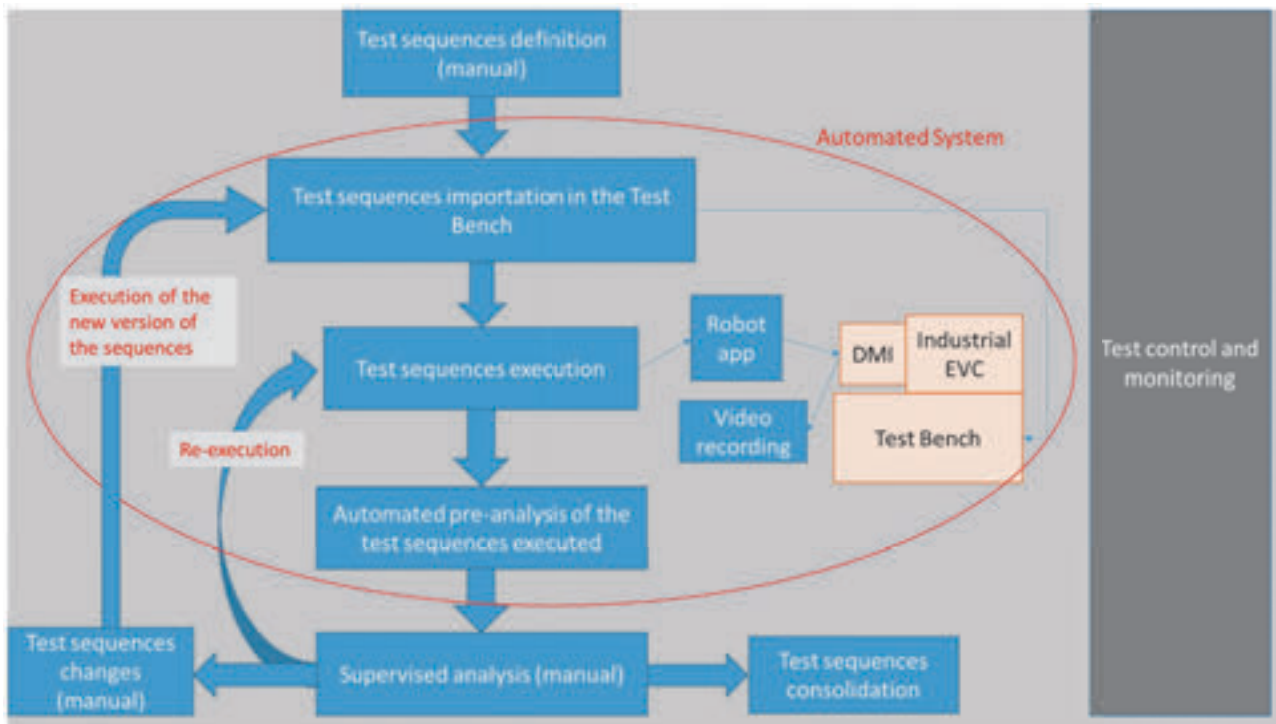 Test sequences definition
(manual)
Automated System
Test sequences importation in the Test
Bench
Execution of the
new version of
the sequences
Robot
app
DMI
Industrial
EVC
Test control and
monitoring
Test sequences execution
Video
recording
Test Bench
Re-execution
Automated pre-analysis of the
test sequences executed
Test sequences
changes
(manual)
Supervised analysis (manual)
Test sequences
consolidation